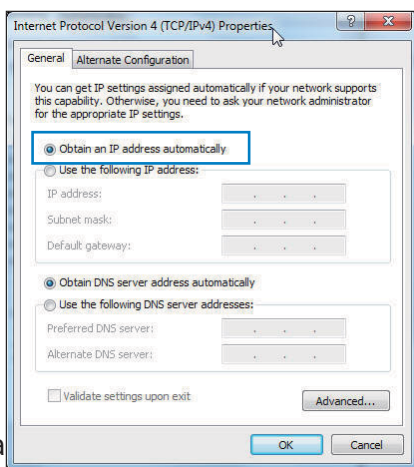 Internet Protocol Version 4 (TCP/IPv4) Properties
General
Alternate Configuration
You can get IP settings assigned automatically if your network supports
this capability. Otherwise, you need to ask your network administrator
for the appropriate IP settings.
Obtain an IP address automatically
Use the following IP address:
IP address:
Subnet mask:
Default gateway:
Obtain DNS server address automatically
Use the following DNS server addresses:
Preferred DNS server:
Alternate DNS server:
Validate settings upon exit
Advanced...
a
OK
Cancel